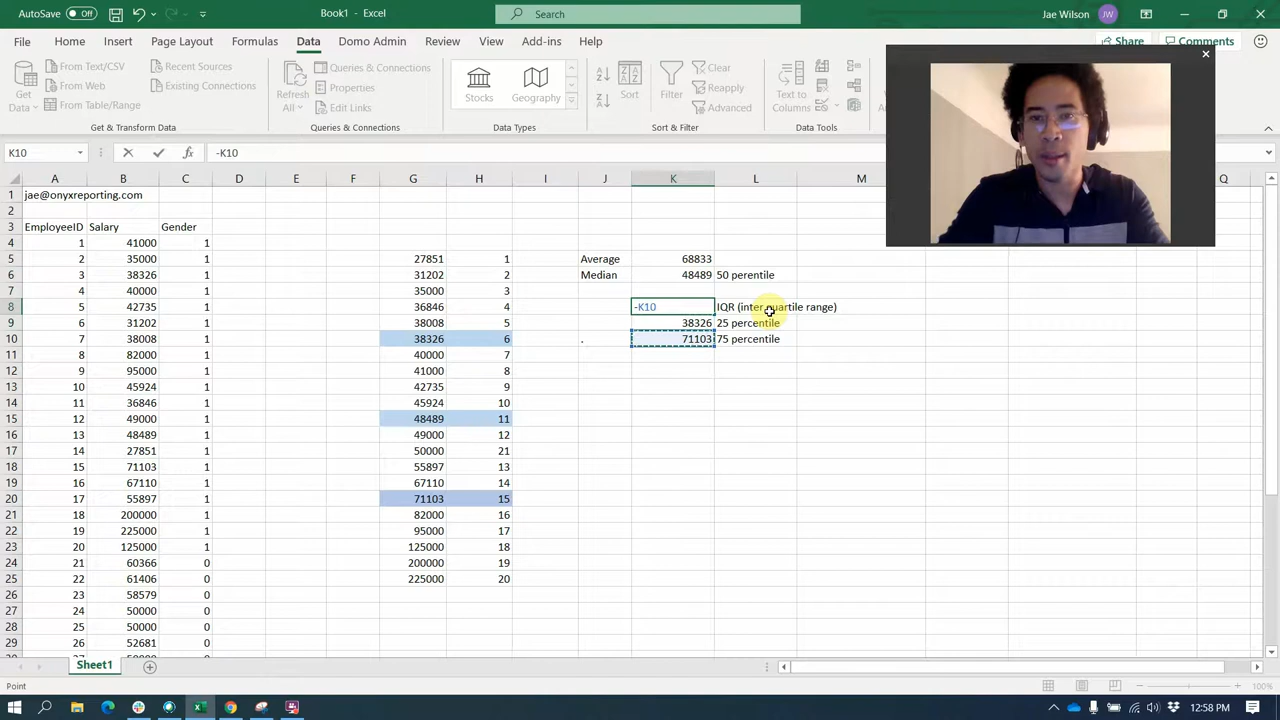 AutoSave Off Book1 - Excel Search Jae Wilson JW
File Home Insert Page Layout Formulas Data Domo Admin Review View Add-ins Help Share Comments
Get Data From Text/CSV From Web From Table/Range Recent Sources Existing Connections
Refresh All Queries & Connections Properties Edit Links
Stocks Geography
Sort Filter Clear Reapply Advanced
Text to Columns
Get & Transform Data Queries & Connections Data Types Sort & Filter Data Tools
K10 fx -K10
A B C D E F G H I J K L M Q
1 jae@onyxreporting.com
2
3 EmployeeID Salary Gender
4 1 41000 1
5 2 35000 1 27851 1 Average 68833
6 3 38326 1 31202 2 Median 48489 50 perentile
7 4 40000 1 35000 3
8 5 42735 1 36846 4 -K10 IQR (inter quartile range)
9 6 31202 1 38008 5 38326 25 percentile
10 7 38008 1 38326 6 . 71103 75 percentile
11 8 82000 1 40000 7
12 9 95000 1 41000 8
13 10 45924 1 42735 9
14 11 36846 1 45924 10
15 12 49000 1 48489 11
16 13 48489 1 49000 12
17 14 27851 1 50000 21
18 15 71103 1 55897 13
19 16 67110 1 67110 14
20 17 55897 1 71103 15
21 18 200000 1 82000 16
22 19 225000 1 95000 17
23 20 125000 1 125000 18
24 21 60366 0 200000 19
25 22 61406 0 225000 20
26 23 58579 0
27 24 50000 0
28 25 50000 0
29 26 52681 0
Sheet1
Point 100%
12:58 PM